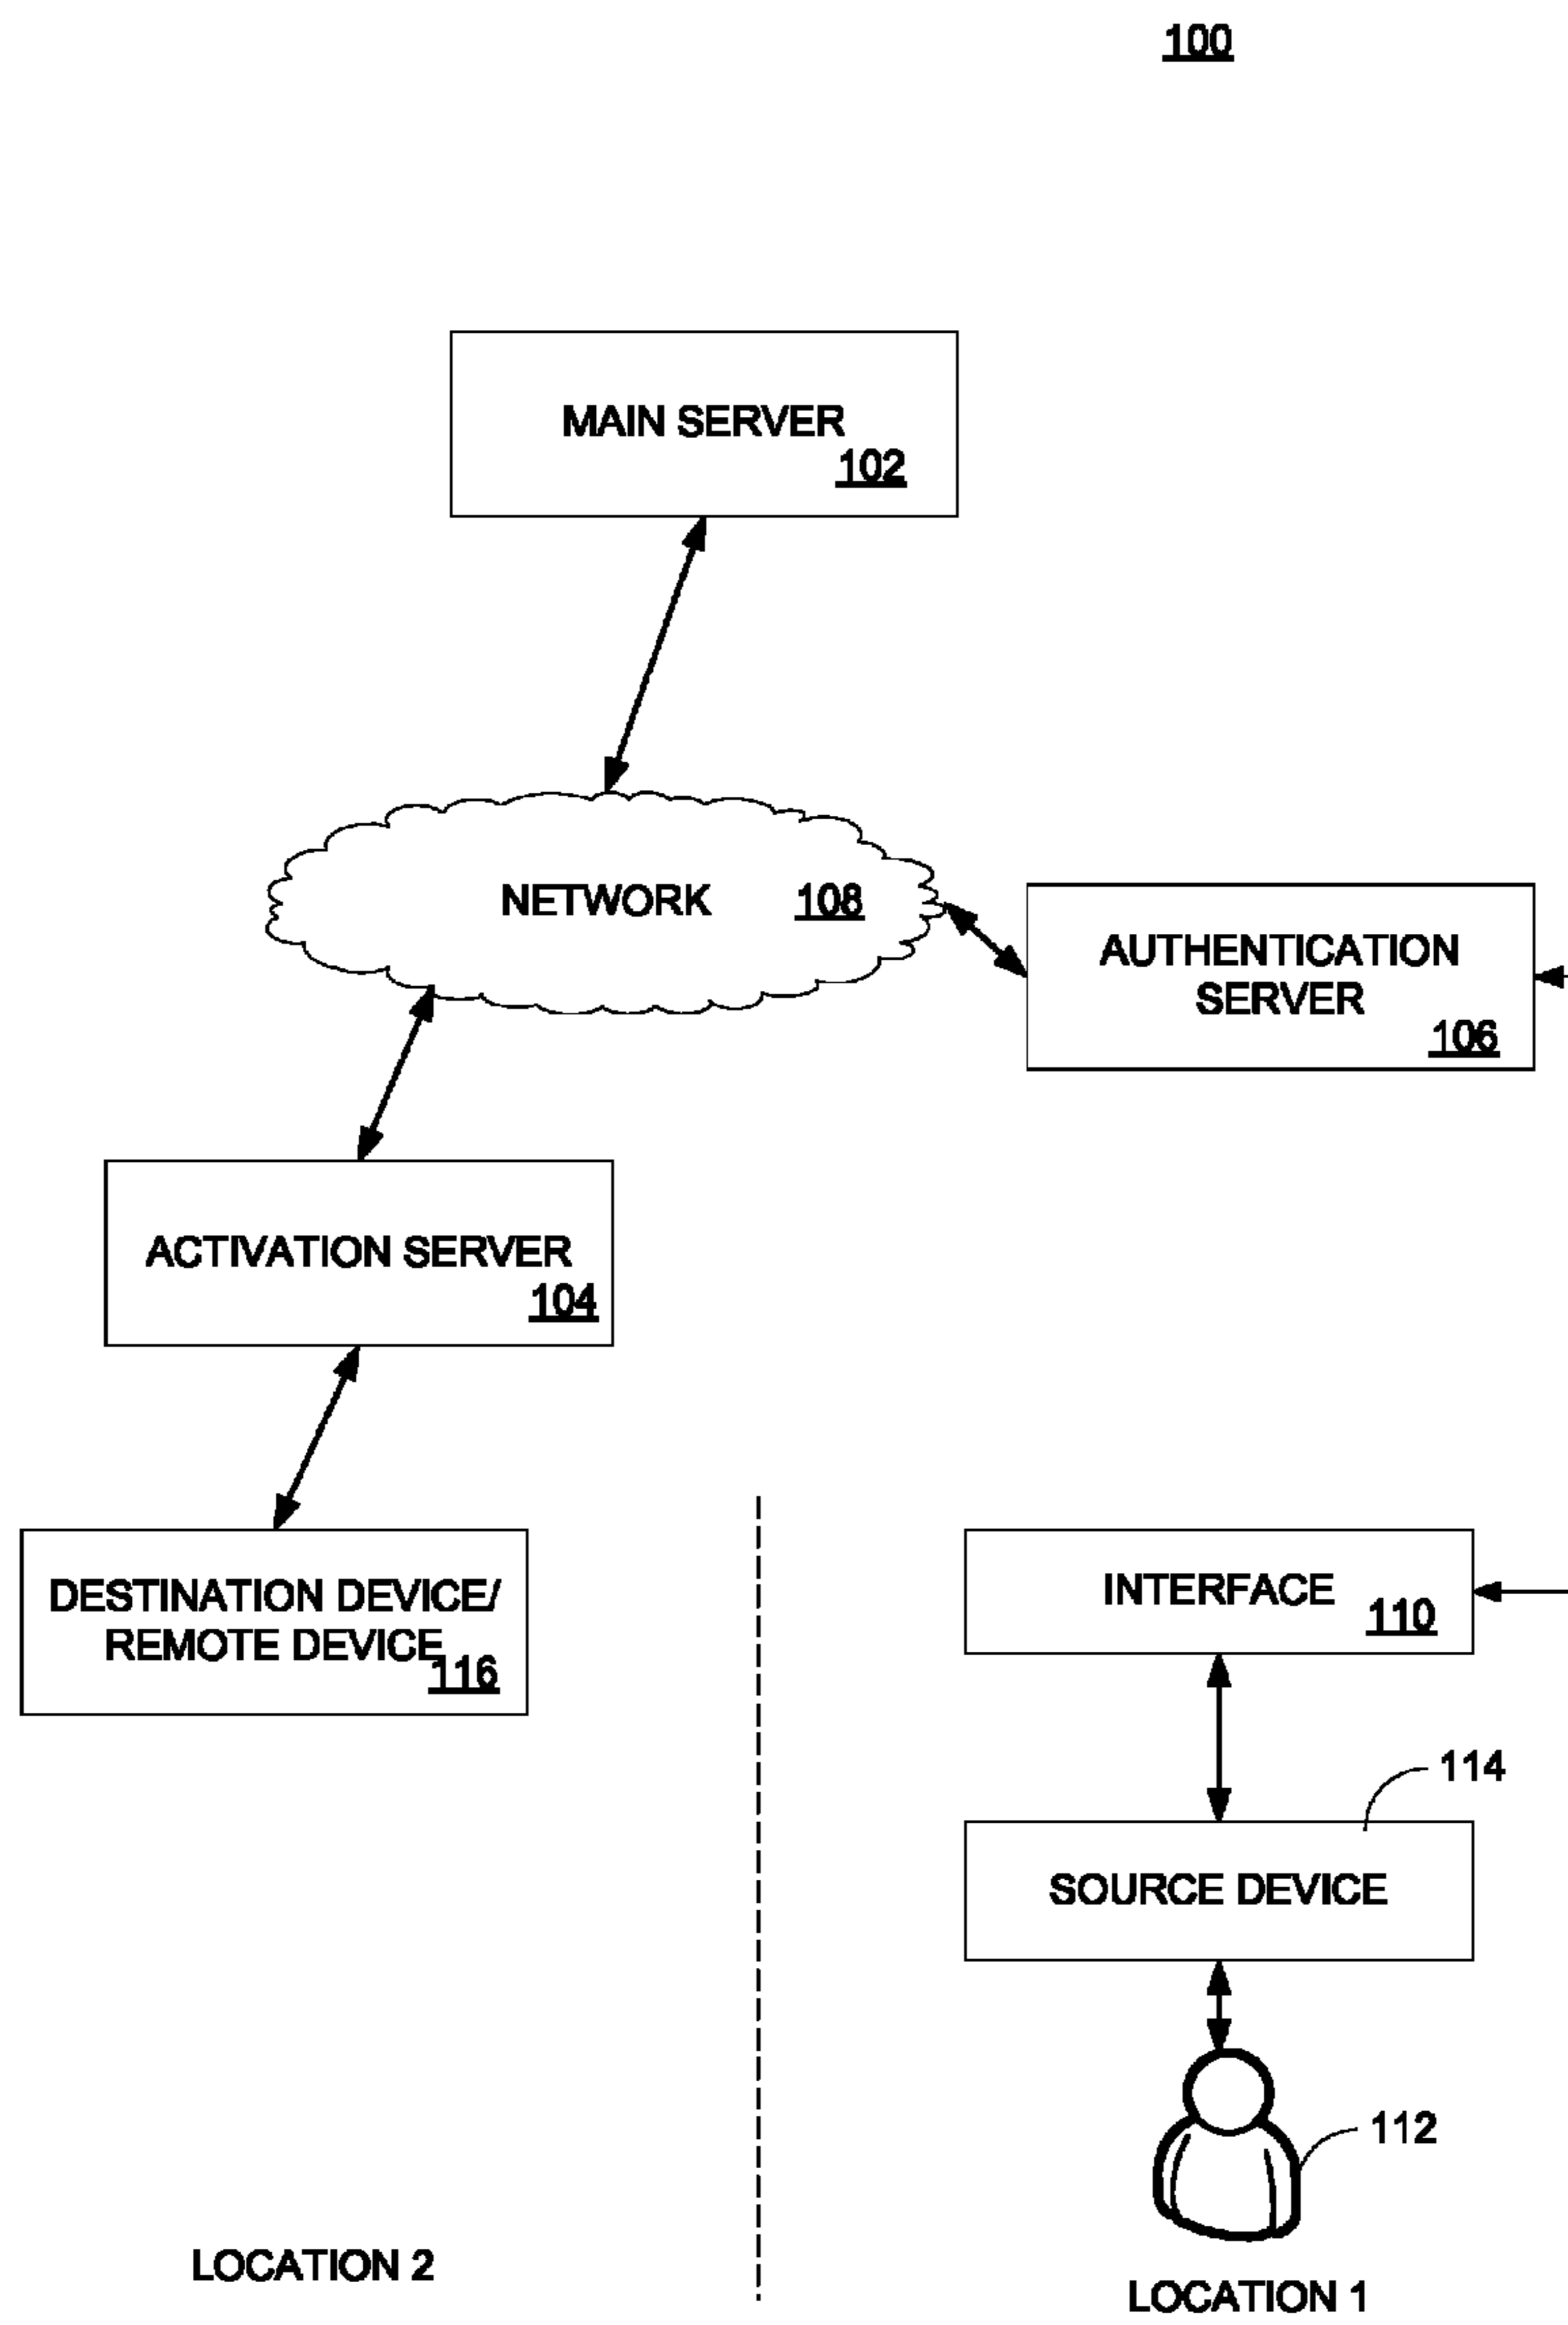 100
MAIN SERVER
102
NETWORK 108
AUTHENTICATION
SERVER
106
ACTIVATION SERVER
104
DESTINATION DEVICE/
REMOTE DEVICE
116
INTERFACE
110
114
SOURCE DEVICE
112
LOCATION 2
LOCATION 1